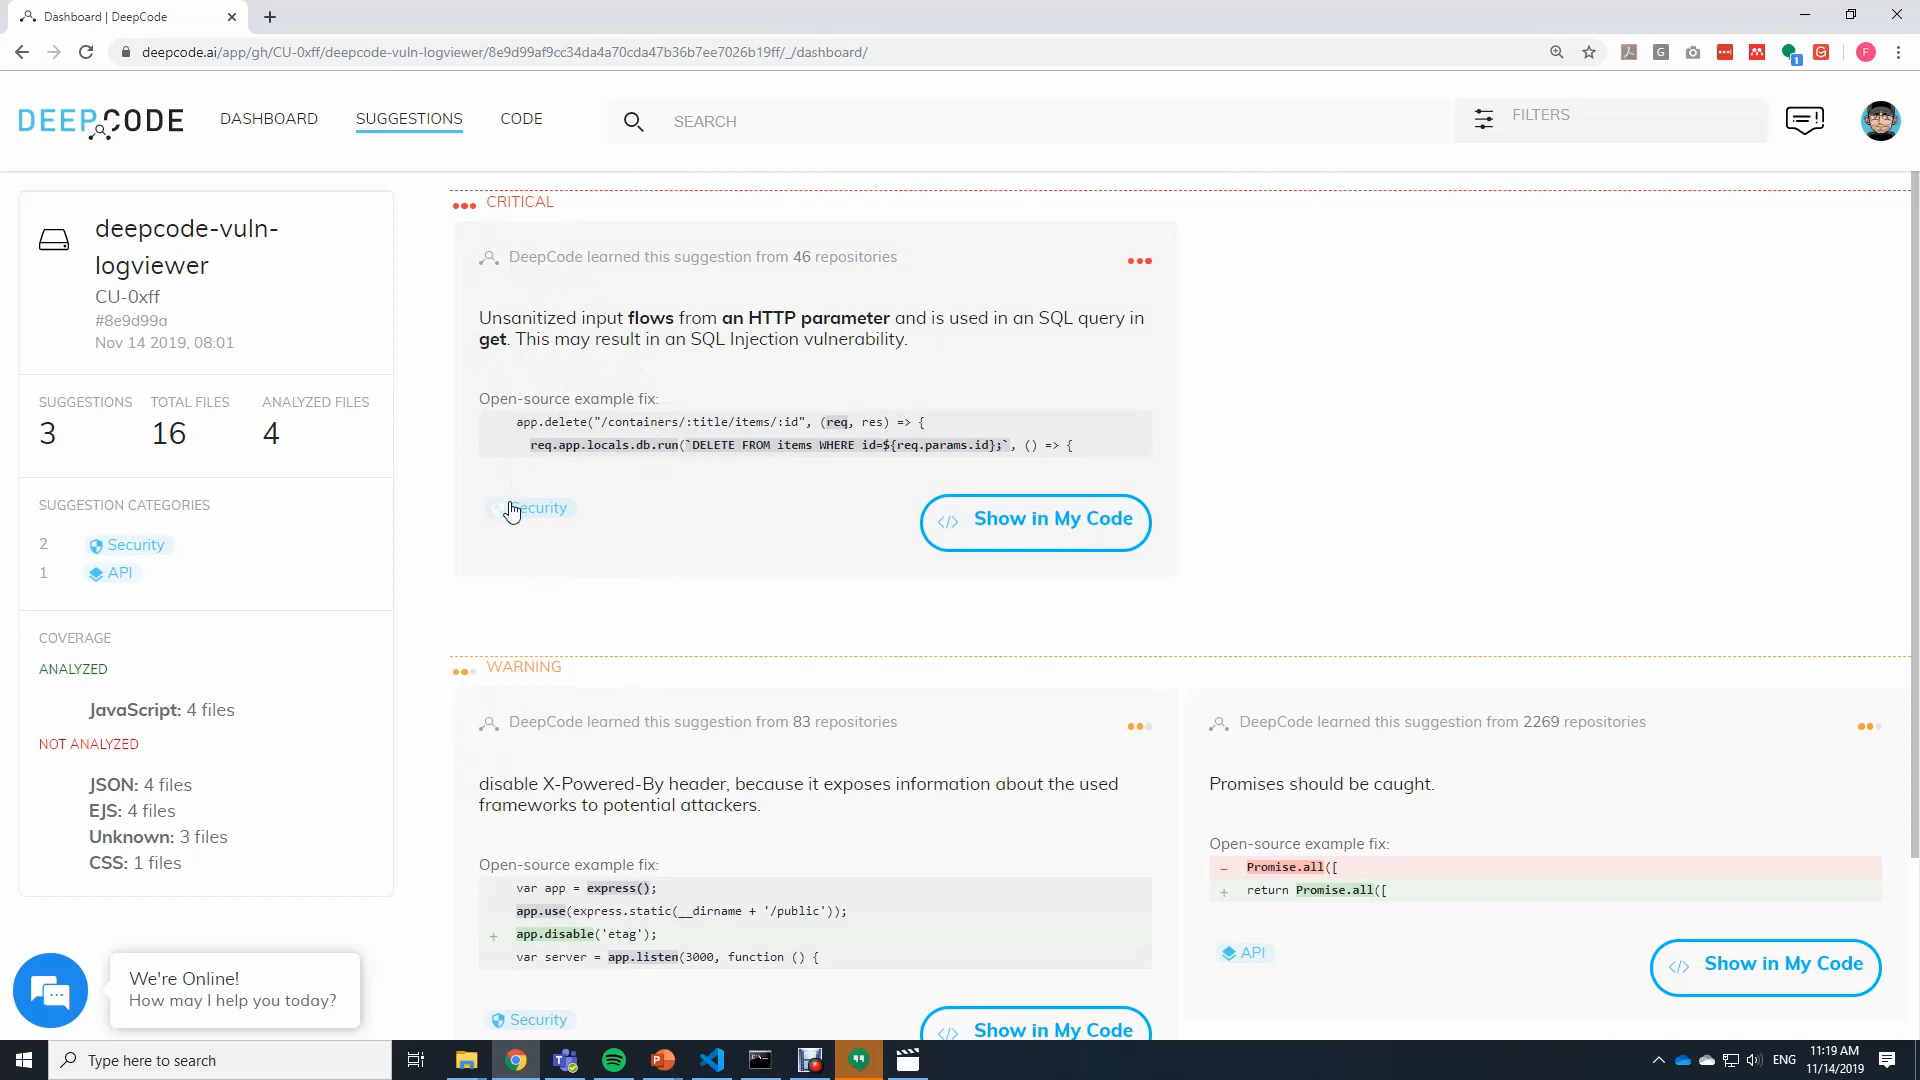 Dashboard | DeepCode
deepcode.ai/app/gh/CU-0xff/deepcode-vuln-logviewer/8e9d99af9cc34da4a70cda47b36b7ee7026b19ff/_/dashboard/
G
1
F
DEEPCODE
DASHBOARD
SUGGESTIONS
CODE
SEARCH
FILTERS
deepcode-vuln-
logviewer
CU-0xff
#8e9d99a
Nov 14 2019, 08:01
SUGGESTIONS TOTAL FILES ANALYZED FILES
3 16 4
SUGGESTION CATEGORIES
2 Security
1 API
COVERAGE
ANALYZED
JavaScript: 4 files
NOT ANALYZED
JSON: 4 files
EJS: 4 files
Unknown: 3 files
CSS: 1 files
We're Online!
How may I help you today?
CRITICAL
DeepCode learned this suggestion from 46 repositories
Unsanitized input flows from an HTTP parameter and is used in an SQL query in
get. This may result in an SQL Injection vulnerability.
Open-source example fix:
app.delete("/containers/:title/items/:id", (req, res) => {
req.app.locals.db.run(`DELETE FROM items WHERE id=${req.params.id};`, () => {
ecurity
</> Show in My Code
WARNING
DeepCode learned this suggestion from 83 repositories
disable X-Powered-By header, because it exposes information about the used
frameworks to potential attackers.
Open-source example fix:
var app = express();
app.use(express.static(__dirname + '/public'));
+ app.disable('etag');
var server = app.listen(3000, function () {
Security
</> Show in My Code
DeepCode learned this suggestion from 2269 repositories
Promises should be caught.
Open-source example fix:
- Promise.all([
+ return Promise.all([
API
</> Show in My Code
Type here to search
ENG
11:19 AM
11/14/2019